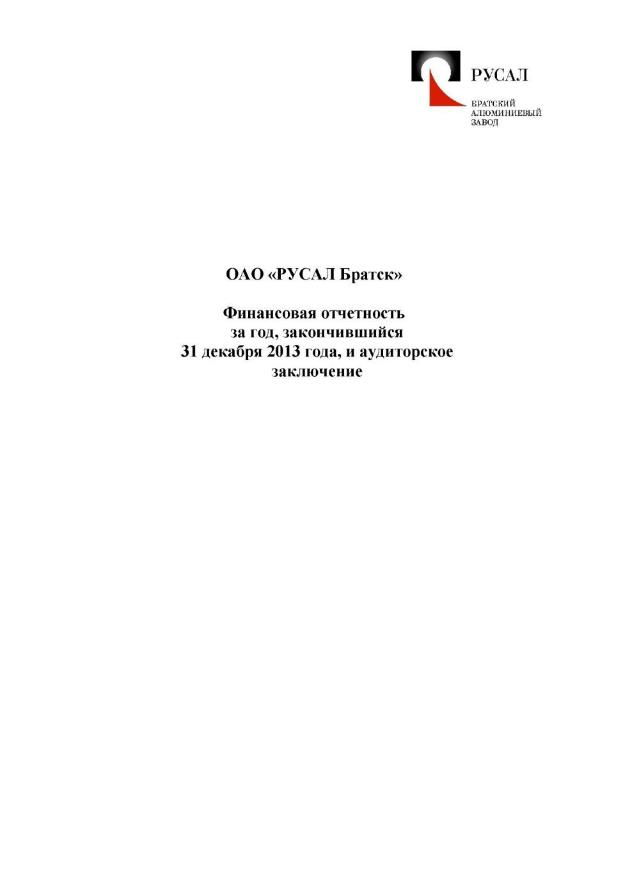 РУСАЛ
БРАТСКИЙ
АЛЮМИНИЕВЫЙ
ЗАВОД
ОАО «РУСАЛ Братск»
Финансовая отчетность
за год, закончившийся
31 декабря 2013 года, и аудиторское
заключение